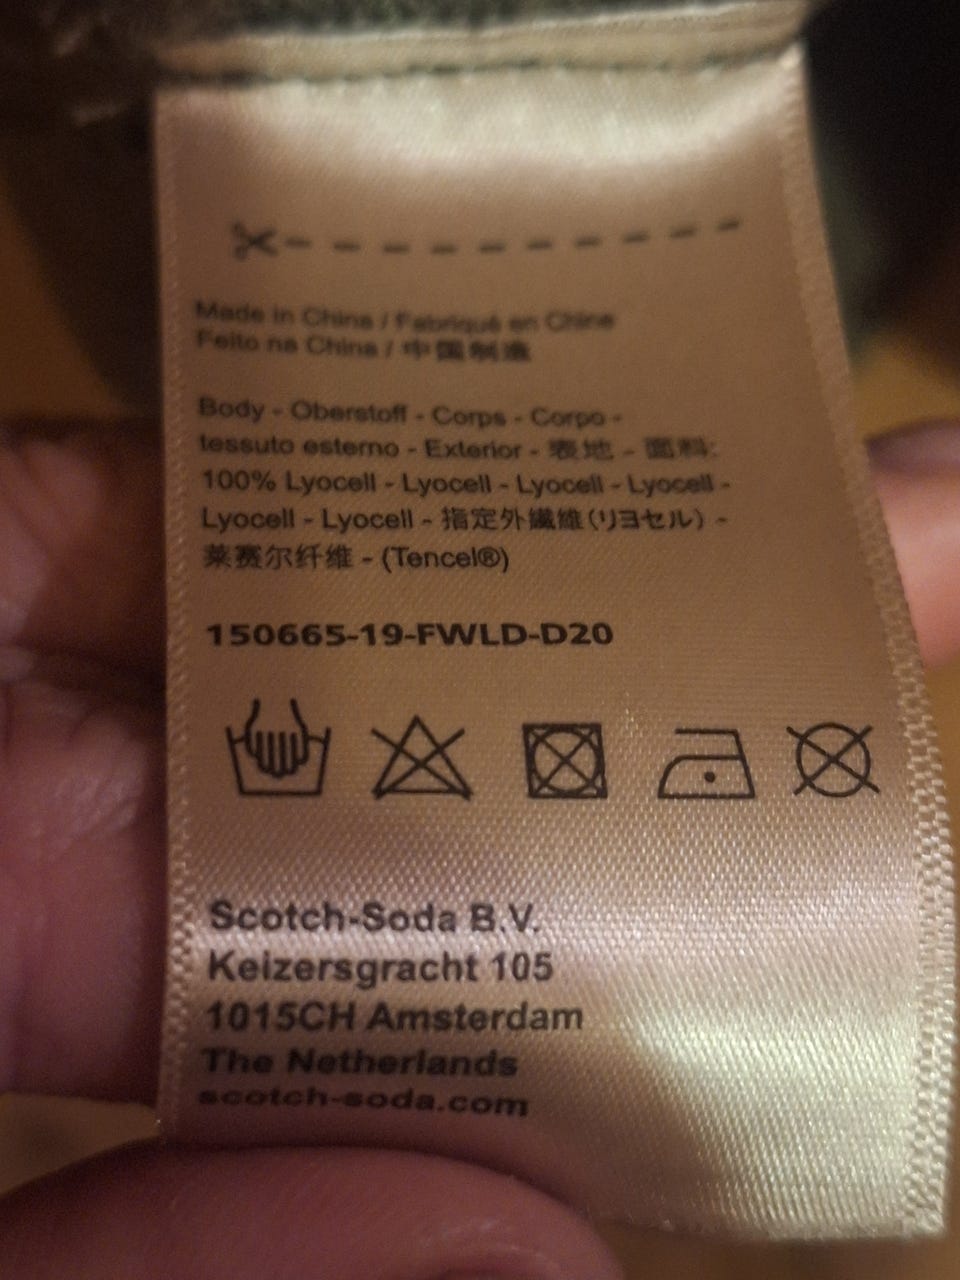 Made in China / Fabriqué en Chine
Feito na China / 中国制造
Body - Oberstoff - Corps - Corpo -
tessuto esterno - Exterior - 表地 - 面料:
100% Lyocell - Lyocell - Lyocell - Lyocell -
Lyocell - Lyocell - 指定外繊維(リヨセル) -
莱赛尔纤维 - (Tencel®)
150665-19-FWLD-D20
Scotch-Soda B.V.
Keizersgracht 105
1015CH Amsterdam
The Netherlands
scotch-soda.com